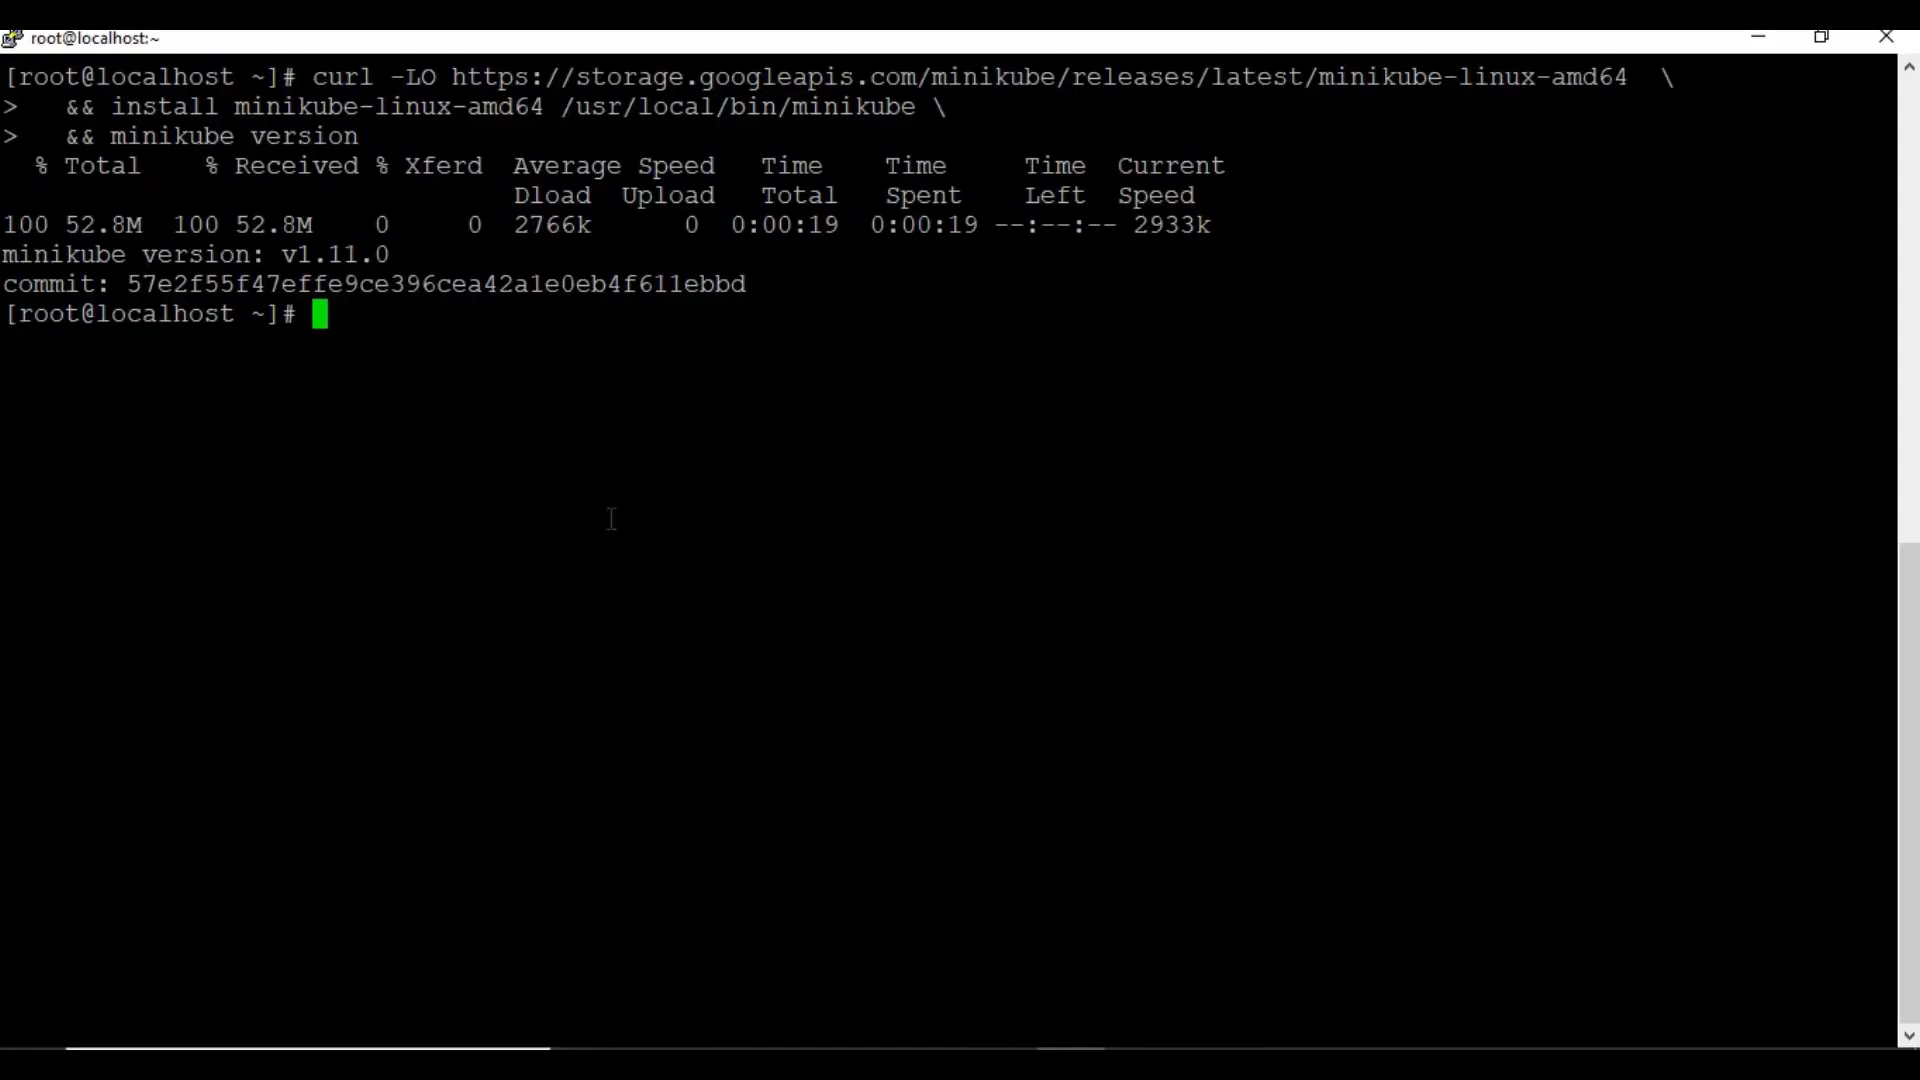 root@localhost:~
[root@localhost ~]# curl -LO https://storage.googleapis.com/minikube/releases/latest/minikube-linux-amd64  \
>   && install minikube-linux-amd64 /usr/local/bin/minikube \
>   && minikube version
  % Total    % Received % Xferd  Average Speed   Time    Time     Time  Current
                                 Dload  Upload   Total   Spent    Left  Speed
100 52.8M  100 52.8M    0     0  2766k      0  0:00:19  0:00:19 --:--:-- 2933k
minikube version: v1.11.0
commit: 57e2f55f47effe9ce396cea42a1e0eb4f611ebbd
[root@localhost ~]#